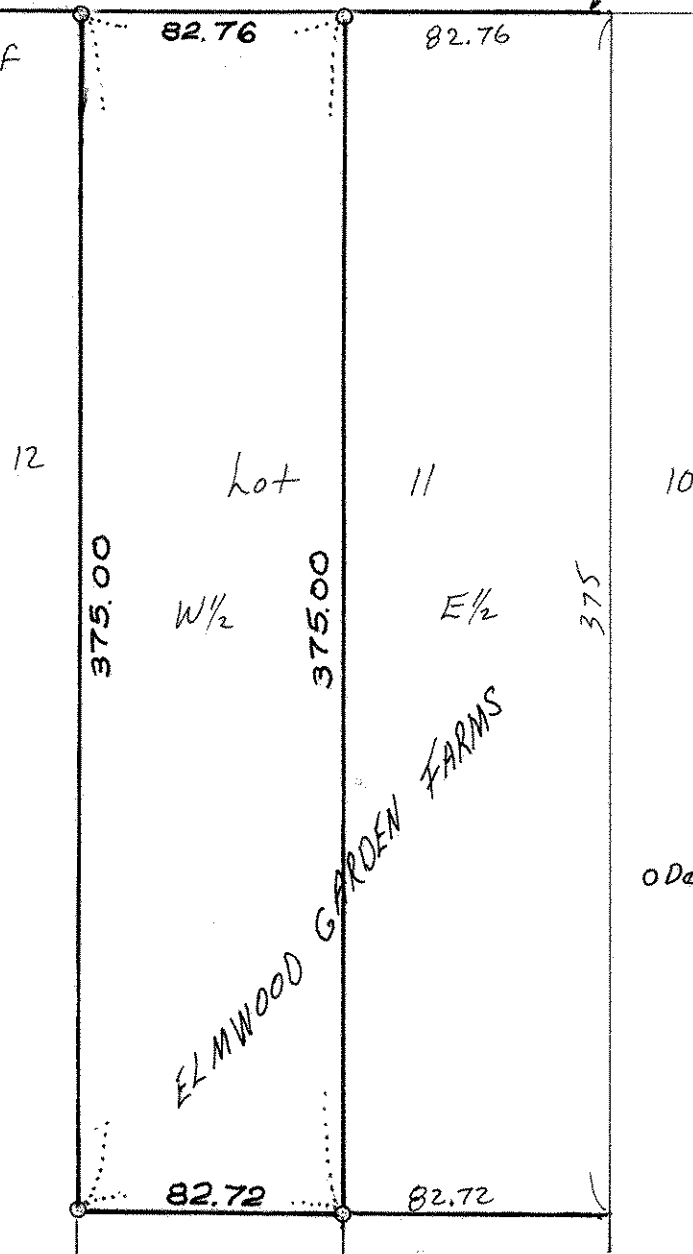 82.76 82.76
F
12 Lot 11 10
375.00 375.00 375
W½ E½
ELMWOOD GARDEN FARMS
82.72 82.72